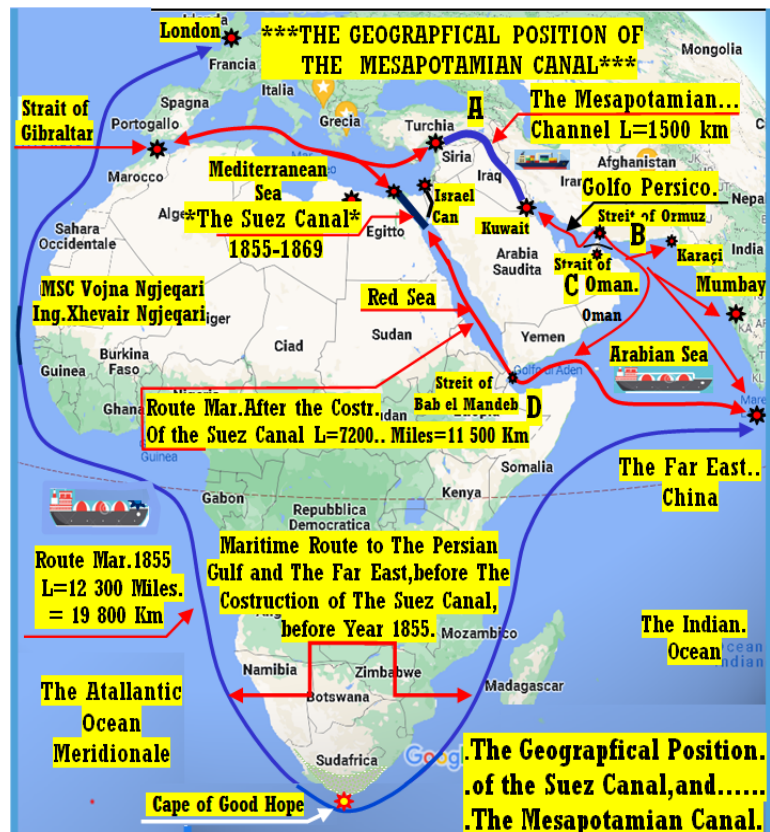 London
Irlanda
***THE GEOGRAPFICAL POSITION OF
THE MESAPOTAMIAN CANAL***
Mongolia
Francia
Italia
Spagna
Strait of
Gibraltar
Portogallo
Grecia
Turchia
A
The Mesapotamian...
Channel L=1500 km
Siria
Afghanistan
Marocco
Mediterranean
Sea
Iraq
Iran
Golfo Persico.
Nepal
Israel
Can
*The Suez Canal*
1855-1869
Egitto
Kuwait
Streit of Ormuz
B
Sahara
Occidentale
Arabia
Saudita
Strait of
C Oman.
Oman
Karaçi
India
MSC Vojna Ngjeqari
Ing.Xhevair Ngjeqari
Mumbay
KA
Red Sea
Ciad
Sudan
Yemen
Golfo di Aden
Arabian Sea
Burkina
Faso
Guinea
Ghana
Streit of
Bab el Mandeb D
Route Mar.After the Costr.
Of the Suez Canal L=7200.. Miles=11 500 Km
Guinea
Somalia
The Far East..
China
Gabon
Kenya
Repubblica
Democratica
Route Mar.1855
L=12 300 Miles.
= 19 800 Km
Maritime Route to The Persian
Gulf and The Far East,before The
Costruction of The Suez Canal,
before Year 1855.
Mozambico
The Indian.
Ocean
Namibia
Zimbabwe
Botswana
Madagascar
The Atallantic
Ocean
Meridionale
Sudafrica
.The Geograpfical Position.
.of the Suez Canal,and......
.The Mesapotamian Canal.
Cape of Good Hope